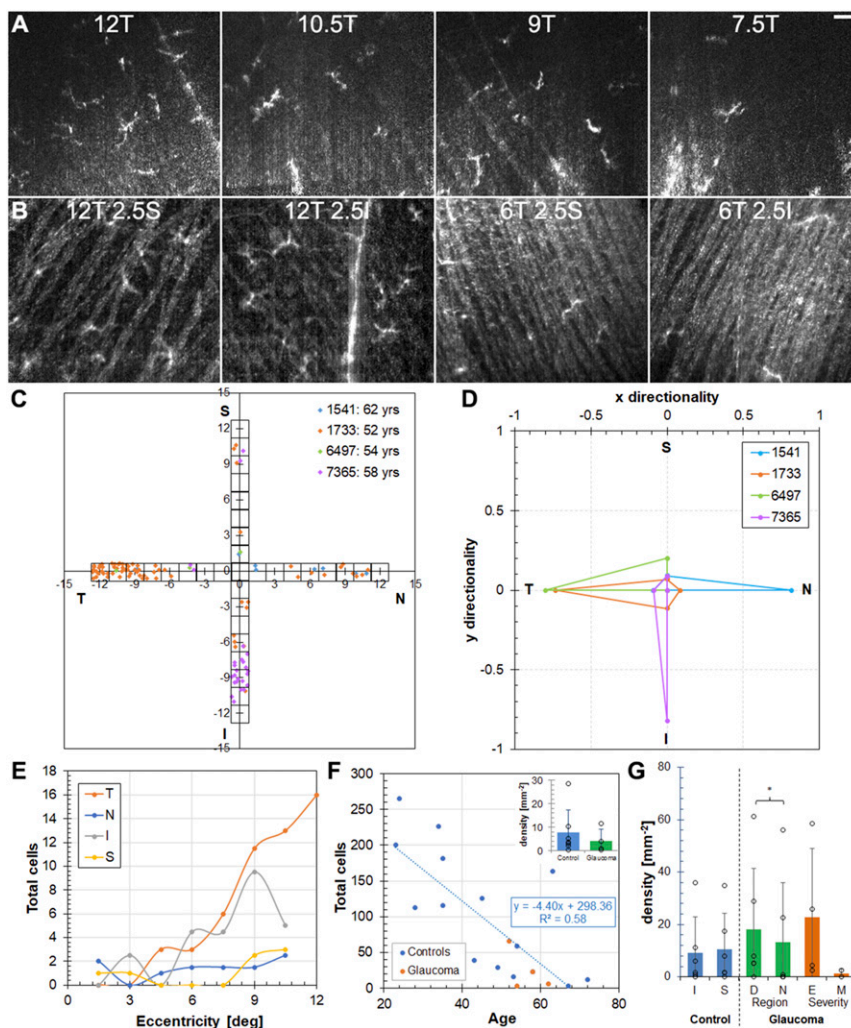 A 12T 10.5T 9T 7.5T
B 12T 2.5S 12T 2.5I 6T 2.5S 6T 2.5I
C
15
S
12
9
6
3
-15 -12 -9 -6 -3 0 3 6 9 12 15
T N
-3
-6
-9
-12
I
-15
1541: 62 yrs
1733: 52 yrs
6497: 54 yrs
7365: 58 yrs
D
x directionality
-1 -0.5 0 0.5 1
S
1
0.5
0
-0.5
-1
y directionality
T N
I
1541
1733
6497
7365
E
18
16
14
12
10
8
6
4
2
0
Total cells
T
N
I
S
0 3 6 9 12
Eccentricity [deg]
F
300
250
200
150
100
50
0
Total cells
30
20
10
0
density [mm-2]
Control Glaucoma
y = -4.40x + 298.36
R² = 0.58
Controls
Glaucoma
20 40 60 80
Age
G
80
60
40
20
0
density [mm-2]
*
I S D N E M
Region Severity
Control Glaucoma